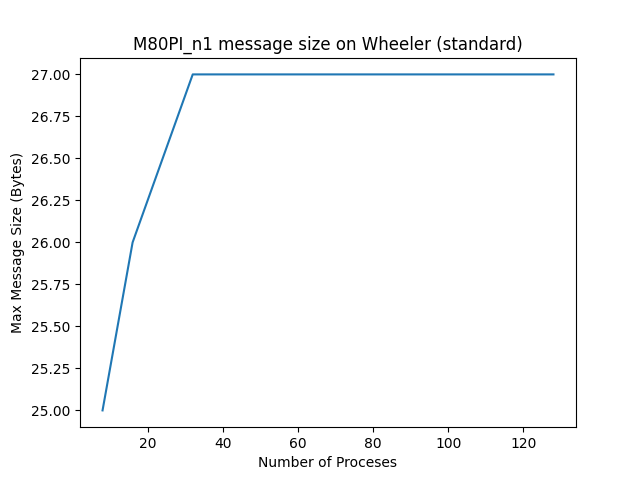 M80PI_n1 message size on Wheeler (standard)
27.00
26.75
26.50
26.25
26.00
25.75
25.50
25.25
25.00
Max Message Size (Bytes)
20 40 60 80 100 120
Number of Proceses